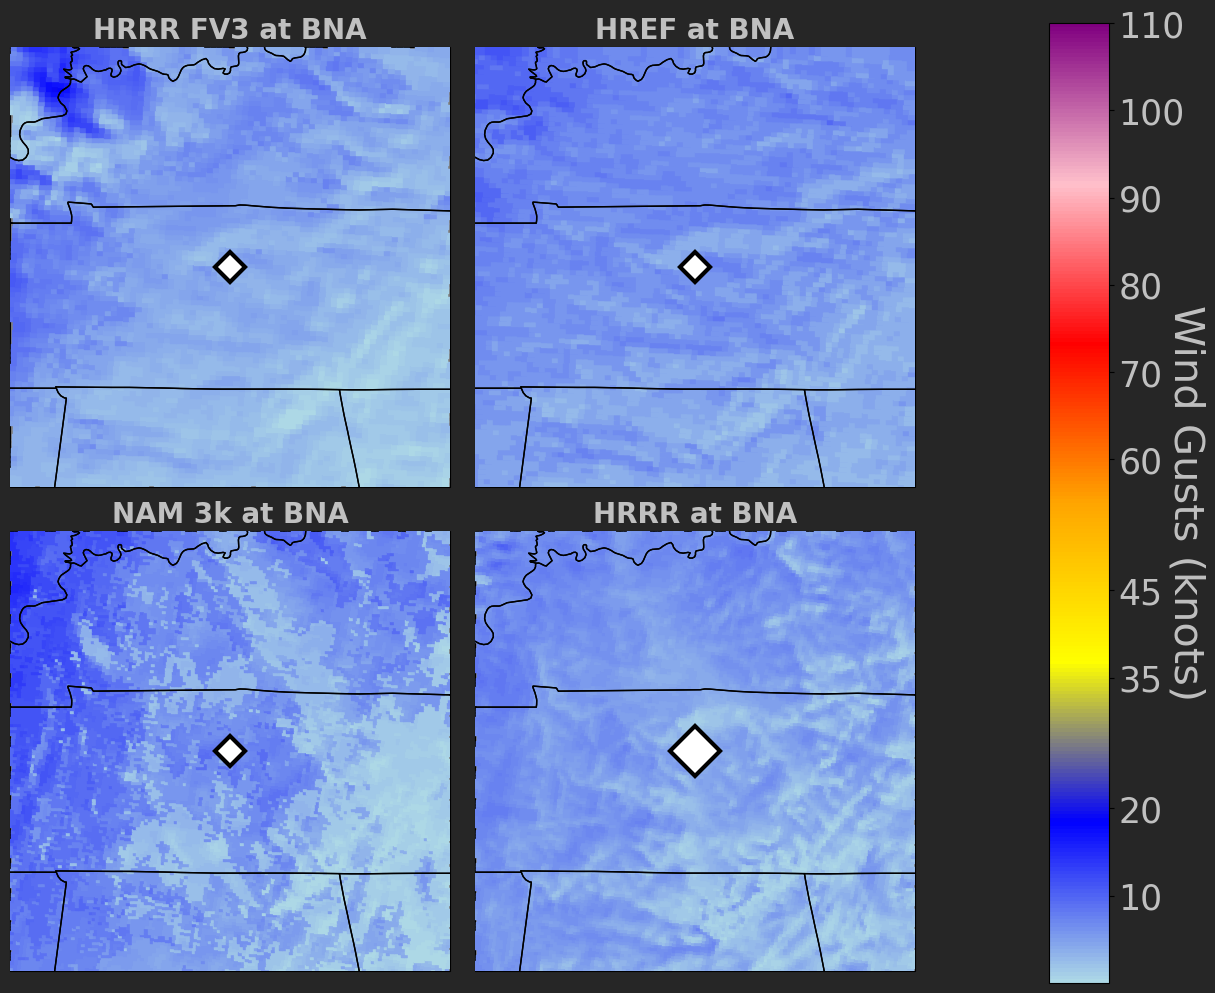 HRRR FV3 at BNA
HREF at BNA
NAM 3k at BNA
HRRR at BNA
110
100
90
80
70
60
45
35
20
10
Wind Gusts (knots)